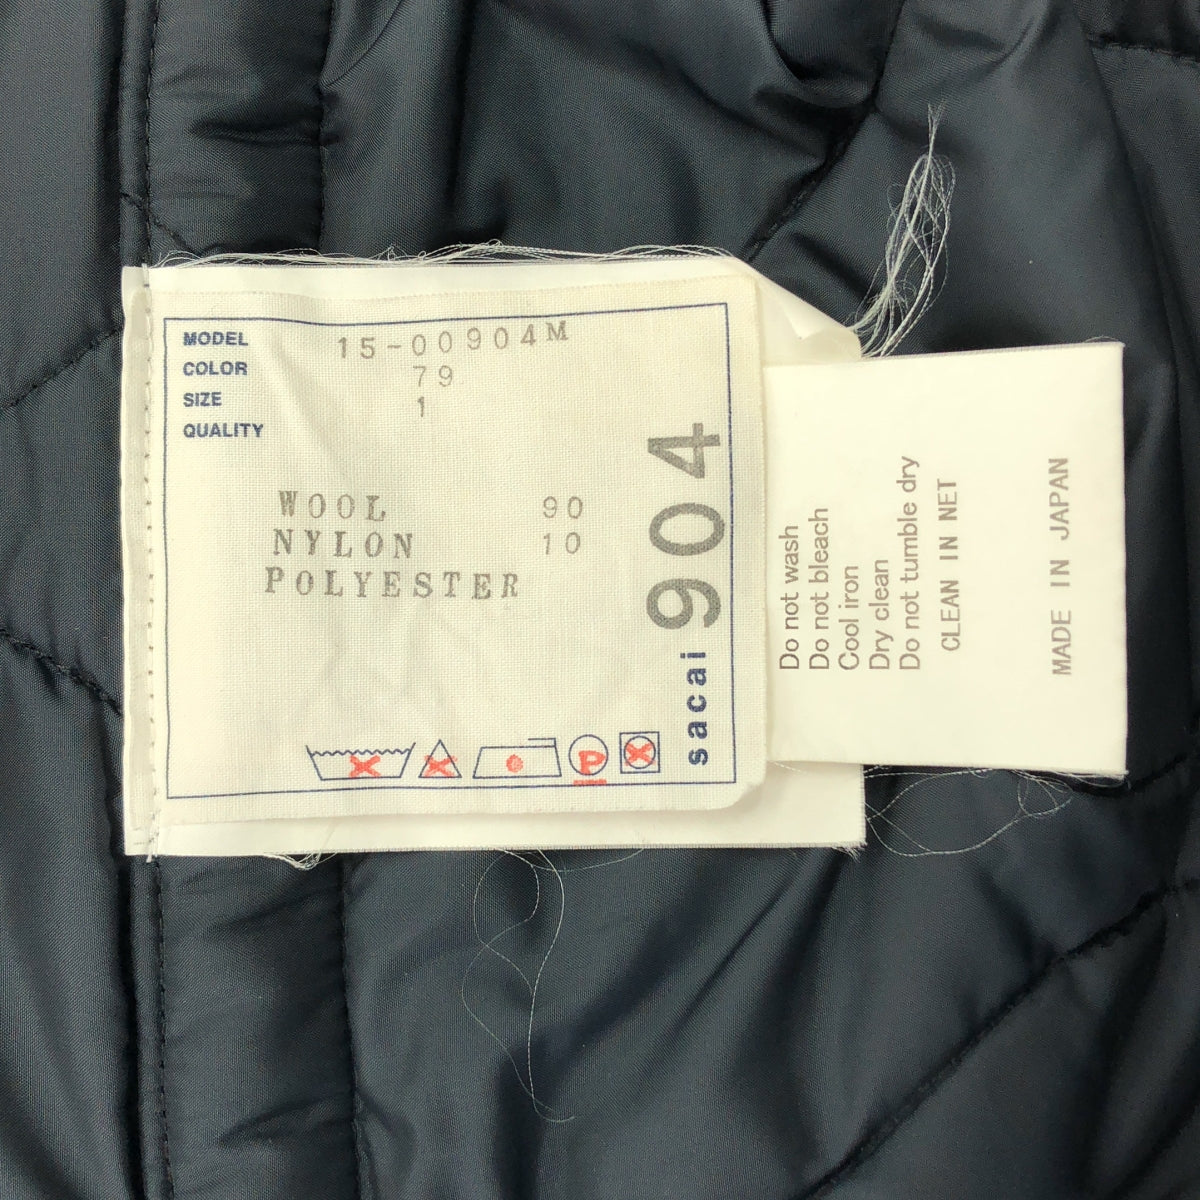 MODEL 15-00904M
COLOR 79
SIZE 1
QUALITY
WOOL 90
NYLON 10
POLYESTER
P
sacai 904
Do not wash
Do not bleach
Cool iron
Dry clean
Do not tumble dry
CLEAN IN NET
MADE IN JAPAN